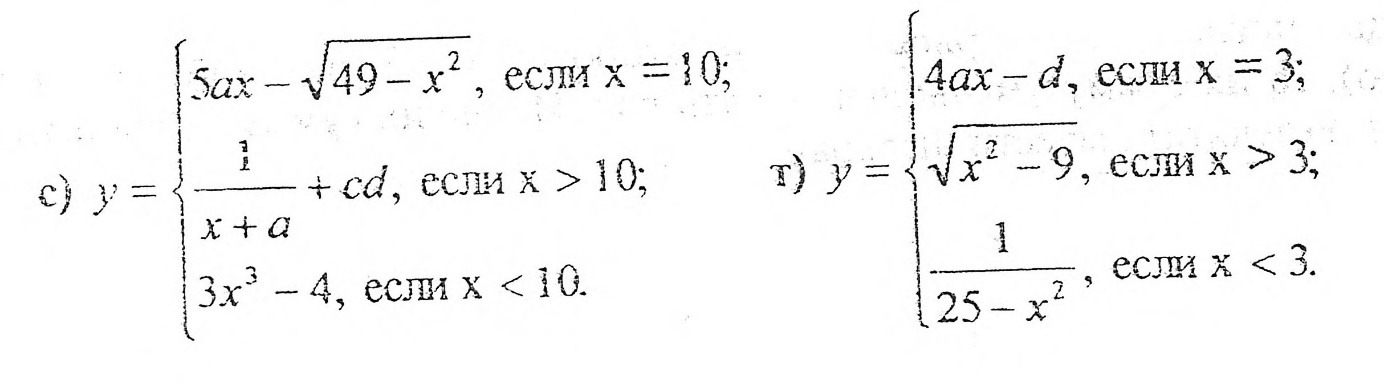 с) y = { 5ax − √(49 − x²), если x = 10;
1/(x + a) + cd, если x > 10;
3x³ − 4, если x < 10.
т) y = { 4ax − d, если x = 3;
√(x² − 9), если x > 3;
1/(25 − x²), если x < 3.